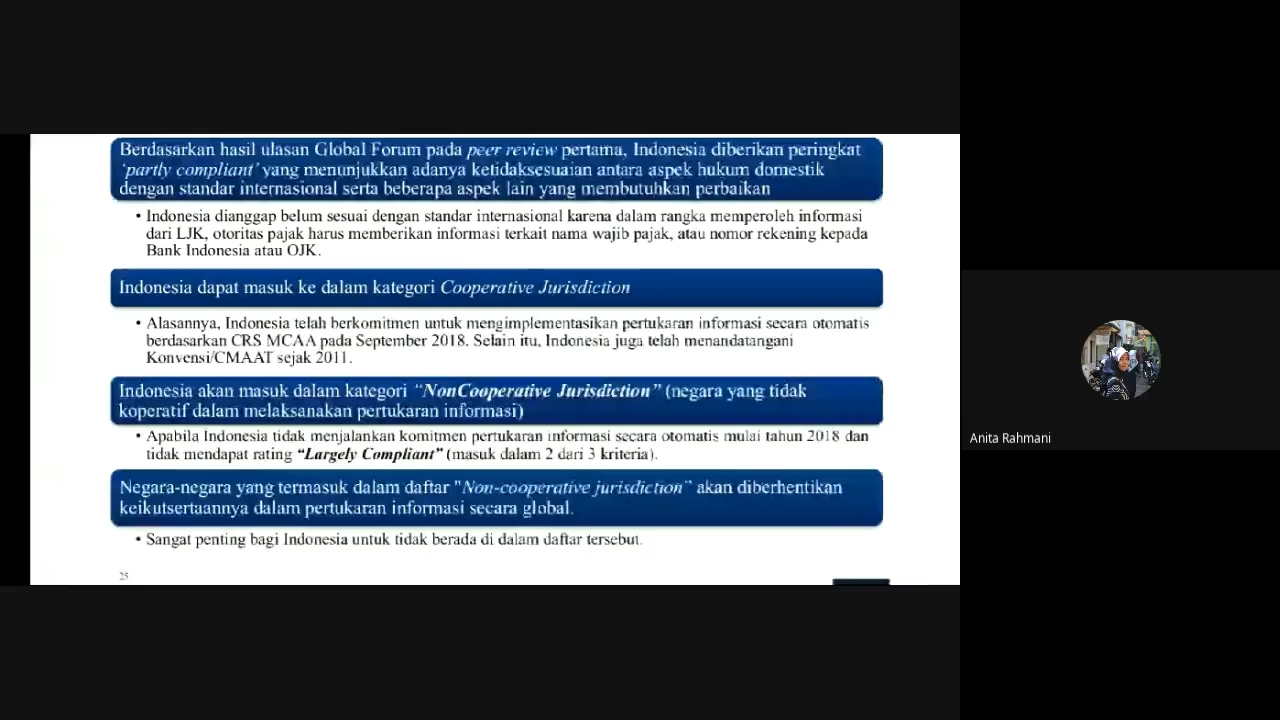 Berdasarkan hasil ulasan Global Forum pada peer review pertama, Indonesia diberikan peringkat
'partly compliant' yang menunjukkan adanya ketidaksesuaian antara aspek hukum domestik
dengan standar internasional serta beberapa aspek lain yang membutuhkan perbaikan
• Indonesia dianggap belum sesuai dengan standar internasional karena dalam rangka memperoleh informasi
dari LJK, otoritas pajak harus memberikan informasi terkait nama wajib pajak, atau nomor rekening kepada
Bank Indonesia atau OJK.
Indonesia dapat masuk ke dalam kategori Cooperative Jurisdiction
• Alasannya, Indonesia telah berkomitmen untuk mengimplementasikan pertukaran informasi secara otomatis
berdasarkan CRS MCAA pada September 2018. Selain itu, Indonesia juga telah menandatangani
Konvensi/CMAAT sejak 2011.
Indonesia akan masuk dalam kategori "NonCooperative Jurisdiction" (negara yang tidak
koperatif dalam melaksanakan pertukaran informasi)
• Apabila Indonesia tidak menjalankan komitmen pertukaran informasi secara otomatis mulai tahun 2018 dan
tidak mendapat rating "Largely Compliant" (masuk dalam 2 dari 3 kriteria).
Negara-negara yang termasuk dalam daftar "Non-cooperative jurisdiction" akan diberhentikan
keikutsertaannya dalam pertukaran informasi secara global.
• Sangat penting bagi Indonesia untuk tidak berada di dalam daftar tersebut.
25
Anita Rahmani